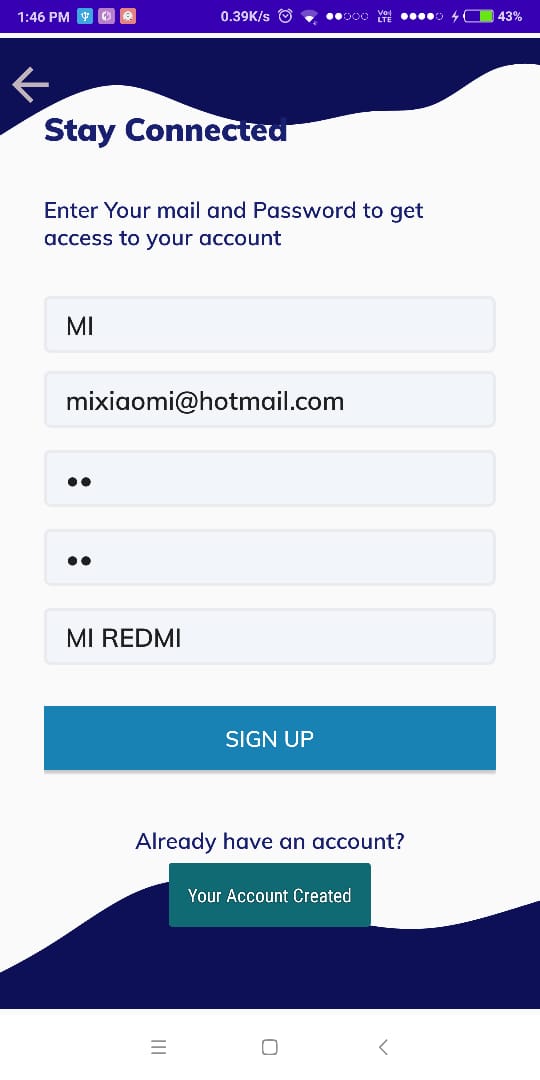 1:46 PM 0.39K/s Vo) LTE 43%
Stay Connected
Enter Your mail and Password to get
access to your account
MI
mixiaomi@hotmail.com
••
••
MI REDMI
SIGN UP
Already have an account?
Your Account Created